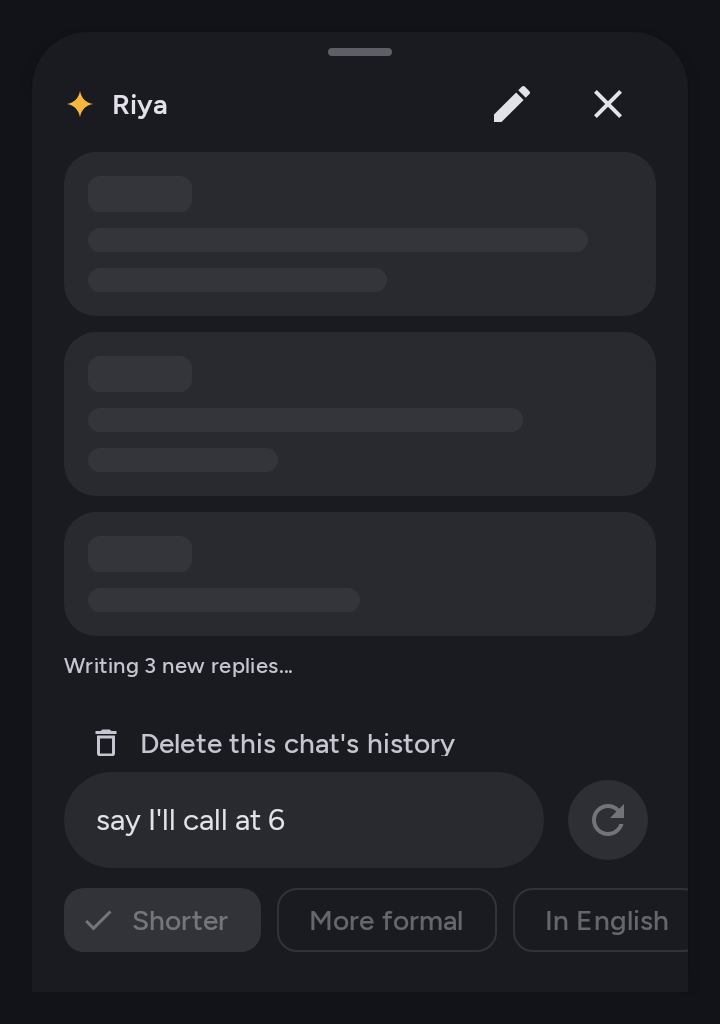 Riya
Writing 3 new replies...
Delete this chat's history
say I'll call at 6
Shorter
More formal
In English